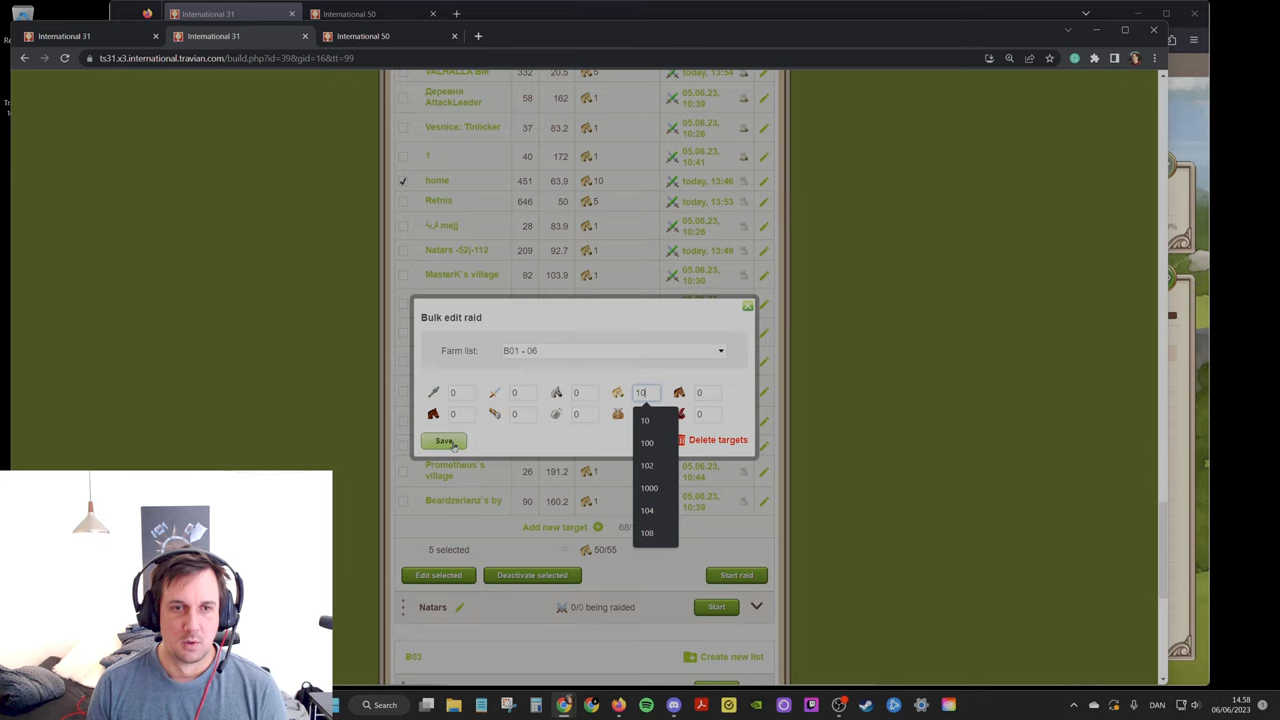 International 31
International 50
International 31
International 31
International 50
ts31.x3.international.travian.com/build.php?id=39&gid=16&tt=99
VALHALLA BM 332 20.5 5 today, 13:54
Деревня AttackLeader 58 162 1 05.06.23, 10:39
Vesnice: Tinlicker 37 83.2 1 05.06.23, 10:26
1 40 172 1 05.06.23, 10:41
home 451 63.9 10 today, 13:46
Retnis 646 50 5 today, 13:53
mejj 28 83.9 1 05.06.23, 10:26
Natars -52|-112 209 92.7 1 today, 13:49
MasterK`s village 92 103.9 1 05.06.23, 10:30
Bulk edit raid
Farm list: B01 - 06
0 0 0 10 0
0 0 0 0
10
100
102
1000
104
108
Save
Delete targets
Prometheus`s village 26 191.2 1 05.06.23, 10:44
Beardzerianz`s by 90 160.2 1 05.06.23, 10:39
Add new target 68/
5 selected = 50/55
Edit selected
Deactivate selected
Start raid
Natars 0/0 being raided Start
B03 Create new list
Search
DAN
14.58
06/06/2023